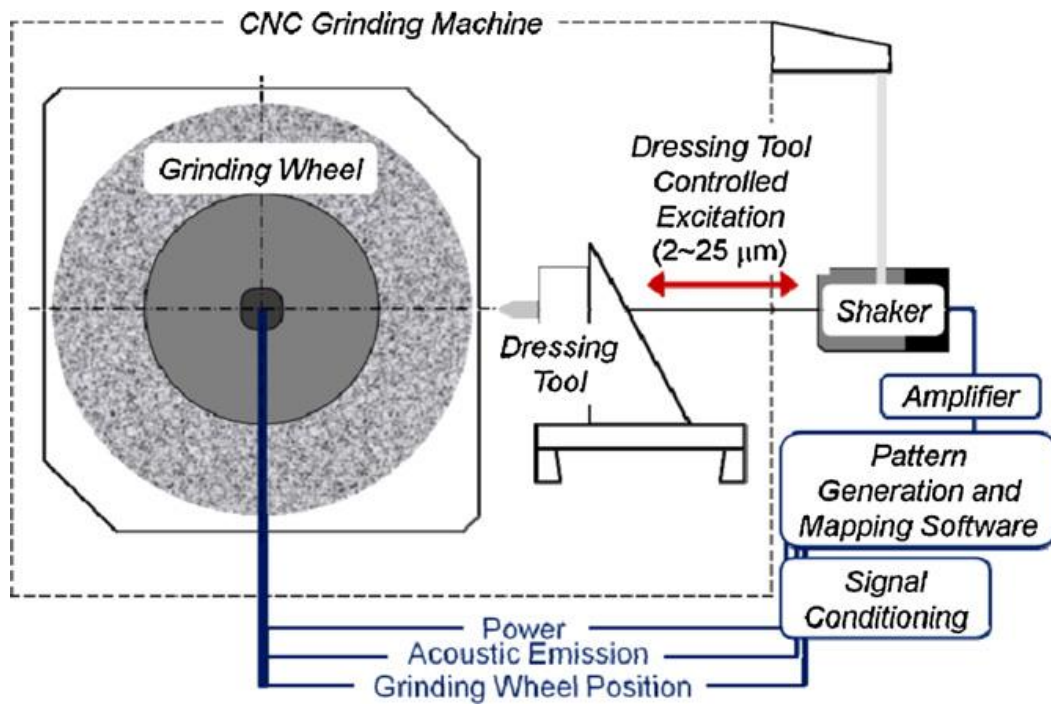 CNC Grinding Machine
Grinding Wheel
Dressing Tool
Controlled
Excitation
(2~25 μm)
Dressing
Tool
Shaker
Amplifier
Pattern
Generation and
Mapping Software
Signal
Conditioning
Power
Acoustic Emission
Grinding Wheel Position